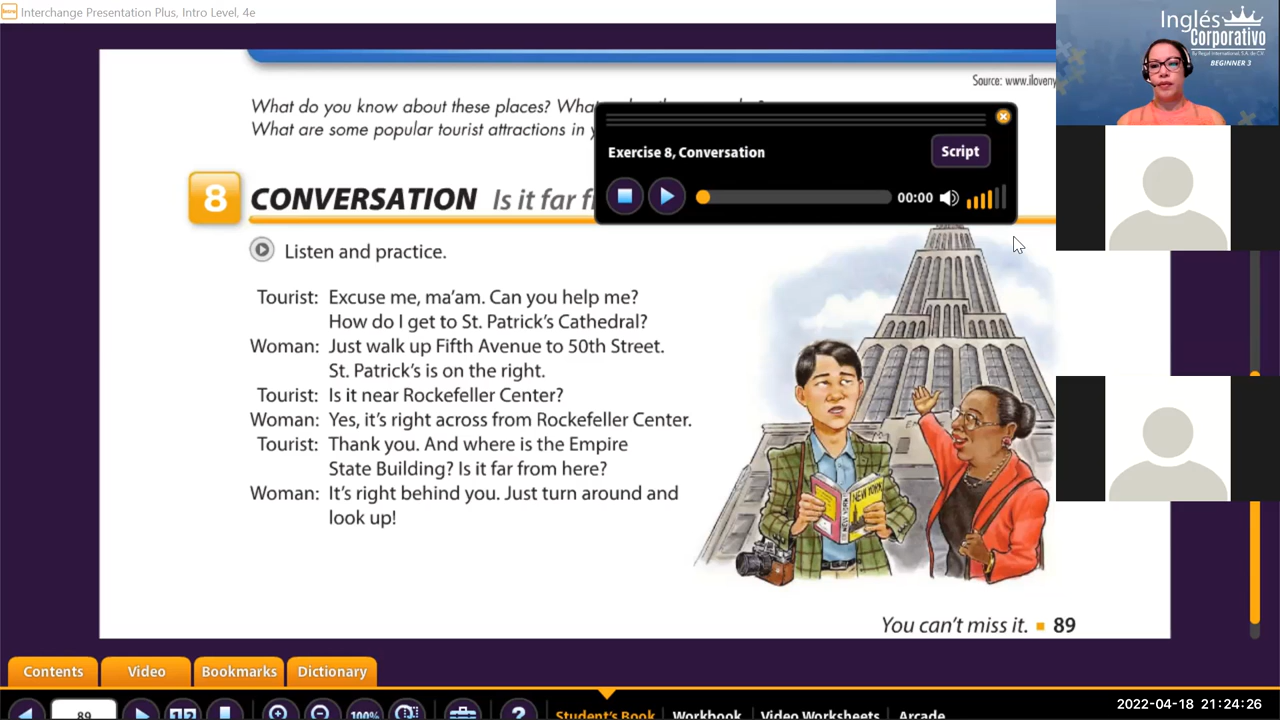 Interchange Presentation Plus, Intro Level, 4e
Inglés
Corporativo
By Regal International, S.A. de C.V.
BEGINNER 3
Source: www.iloveny
What do you know about these places?
What are some popular tourist attractions in
Exercise 8, Conversation
Script
00:00
8 CONVERSATION Is it far
Listen and practice.
Tourist: Excuse me, ma'am. Can you help me?
How do I get to St. Patrick's Cathedral?
Woman: Just walk up Fifth Avenue to 50th Street.
St. Patrick's is on the right.
Tourist: Is it near Rockefeller Center?
Woman: Yes, it's right across from Rockefeller Center.
Tourist: Thank you. And where is the Empire
State Building? Is it far from here?
Woman: It's right behind you. Just turn around and
look up!
NEW YORK
NEW YORK
You can't miss it. ▪ 89
Contents
Video
Bookmarks
Dictionary
89
100%
?
Student's Book
Workbook
Video Worksheets
Arcade
2022-04-18 21:24:26